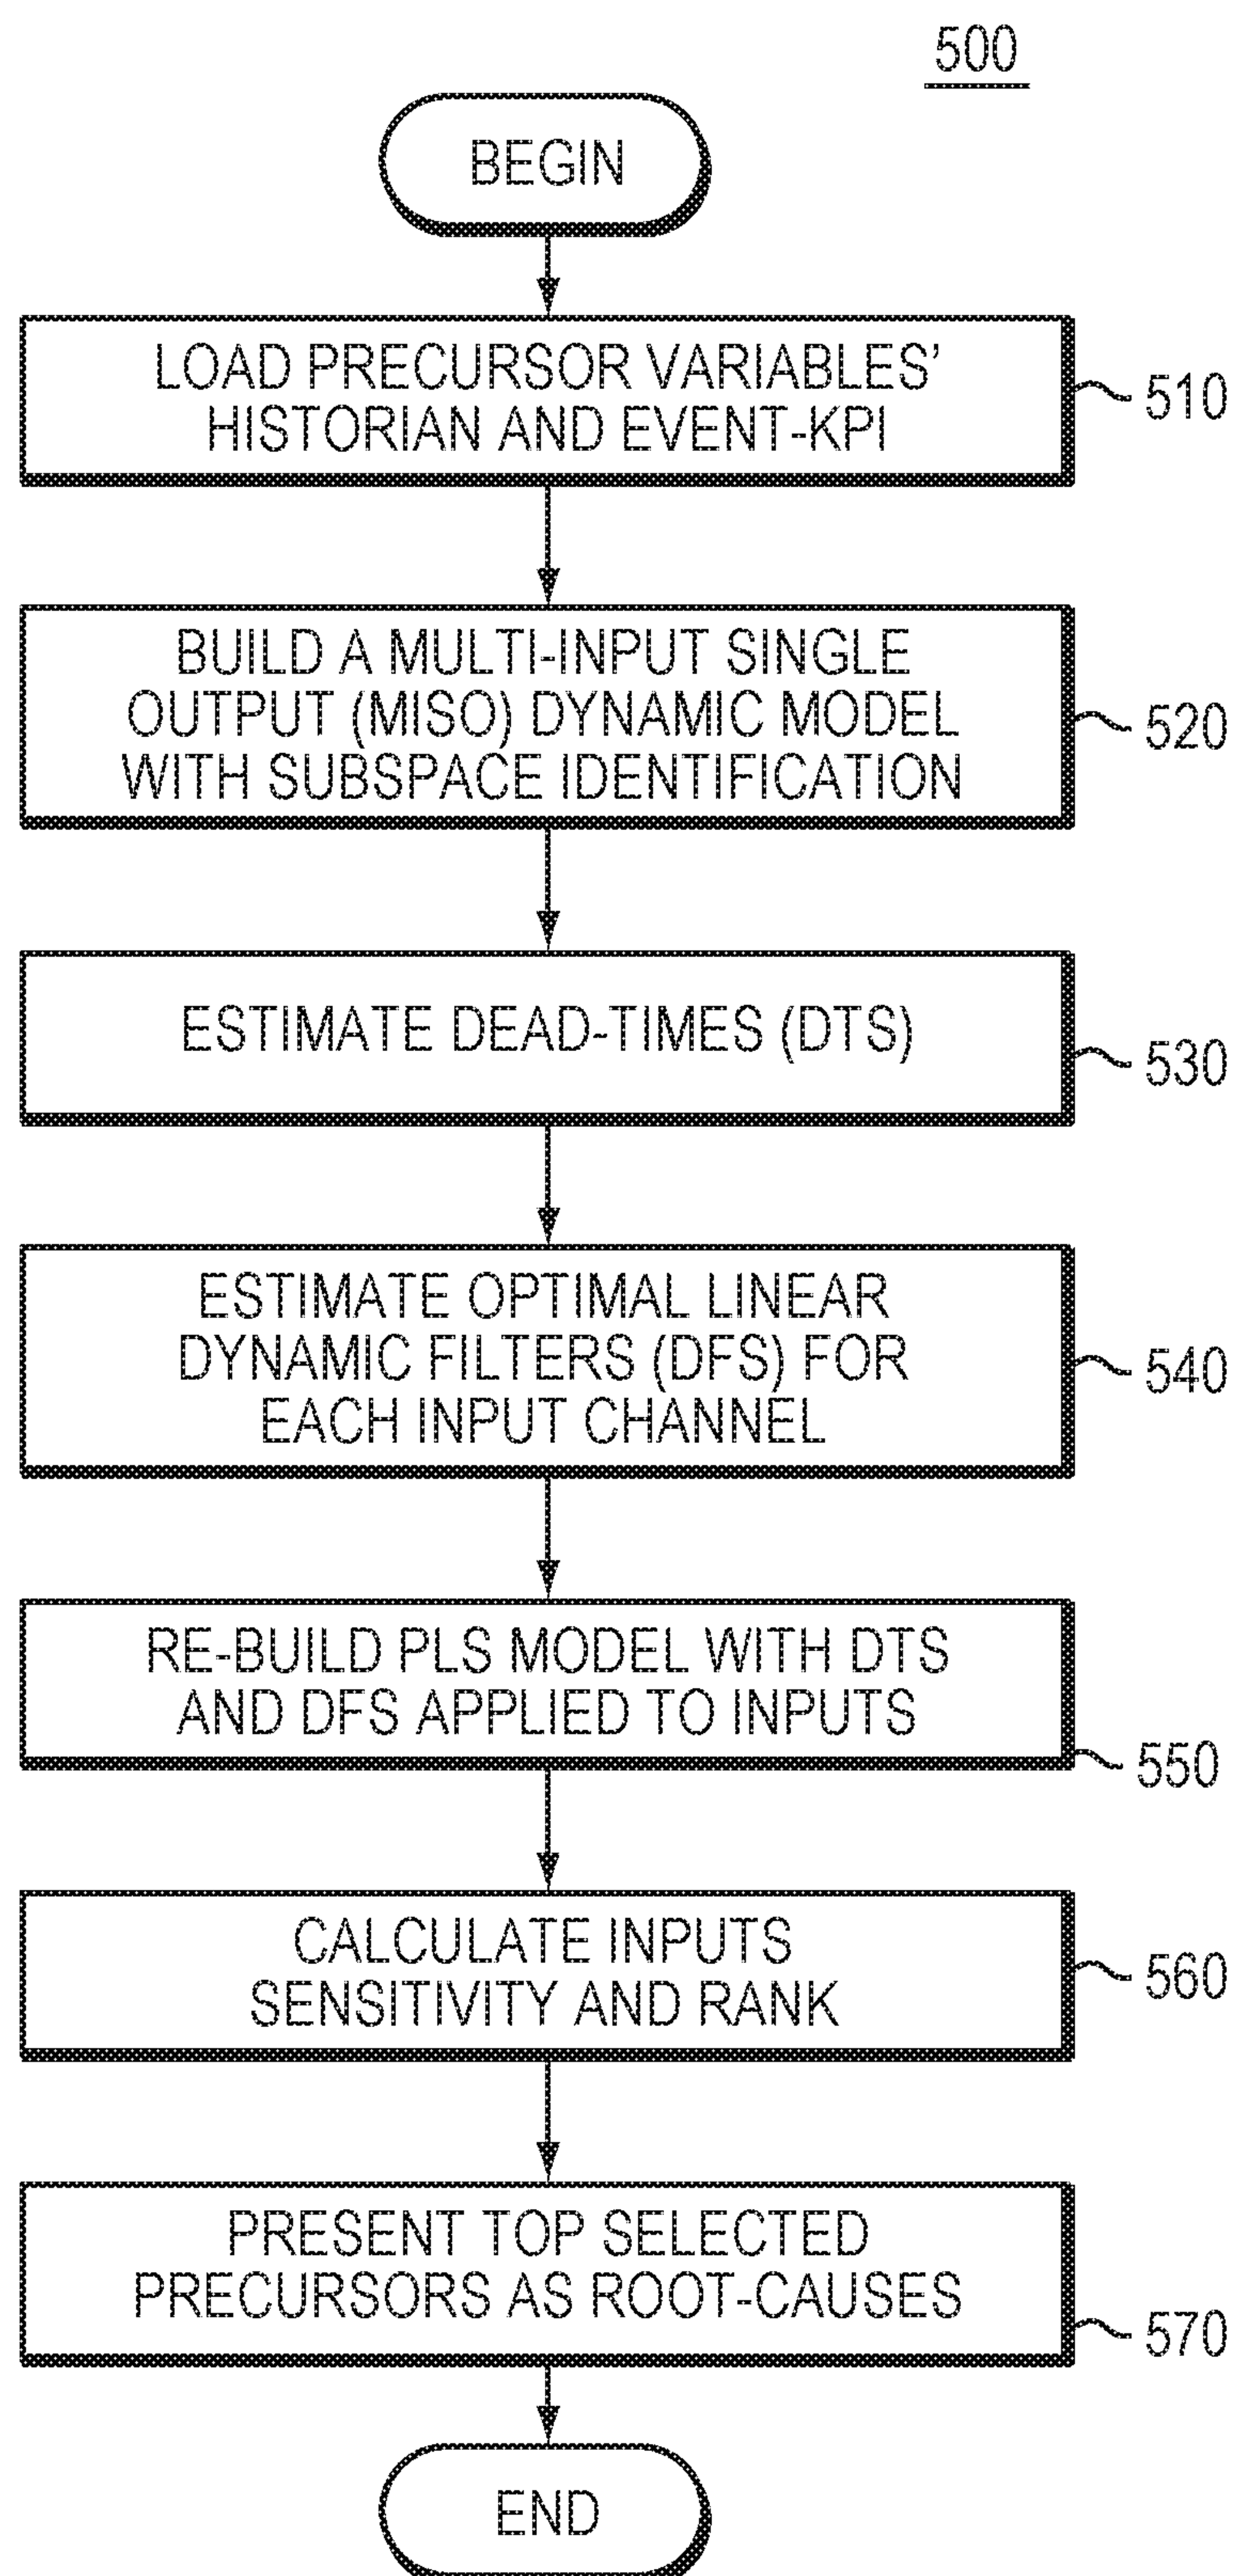 500
BEGIN
LOAD PRECURSOR VARIABLES'
HISTORIAN AND EVENT-KPI
510
BUILD A MULTI-INPUT SINGLE
OUTPUT (MISO) DYNAMIC MODEL
WITH SUBSPACE IDENTIFICATION
520
ESTIMATE DEAD-TIMES (DTS)
530
ESTIMATE OPTIMAL LINEAR
DYNAMIC FILTERS (DFS) FOR
EACH INPUT CHANNEL
540
RE-BUILD PLS MODEL WITH DTS
AND DFS APPLIED TO INPUTS
550
CALCULATE INPUTS
SENSITIVITY AND RANK
560
PRESENT TOP SELECTED
PRECURSORS AS ROOT-CAUSES
570
END